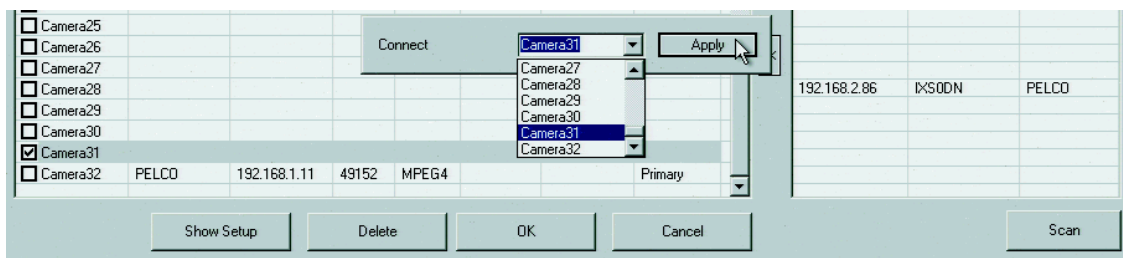 Camera25
Camera26
Camera27
Camera28
Camera29
Camera30
Camera31
Camera32 PELCO 192.168.1.11 49152 MPEG4 Primary
Connect Camera31 Apply
Camera27
Camera28
Camera29
Camera30
Camera31
Camera32
192.168.2.86 IXS0DN PELCO
Show Setup Delete OK Cancel Scan